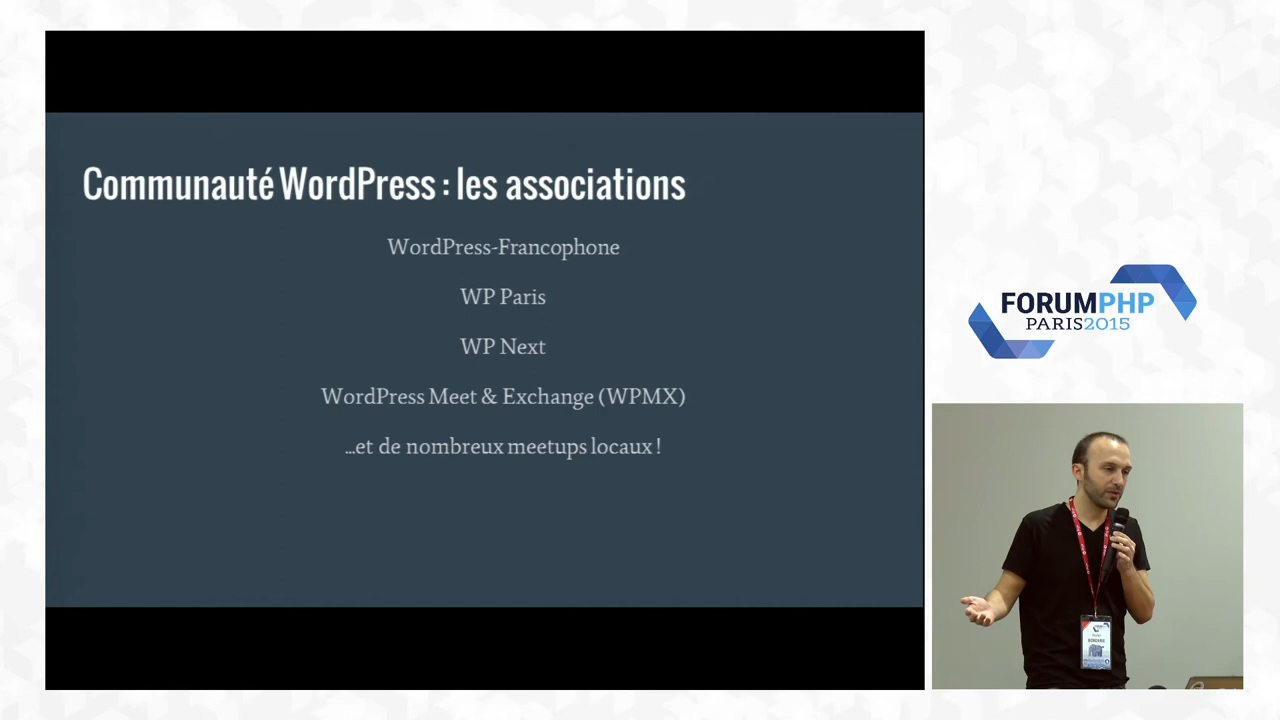 Communauté WordPress : les associations
WordPress-Francophone
WP Paris
WP Next
WordPress Meet & Exchange (WPMX)
...et de nombreux meetups locaux !
FORUMPHP
PARIS2015